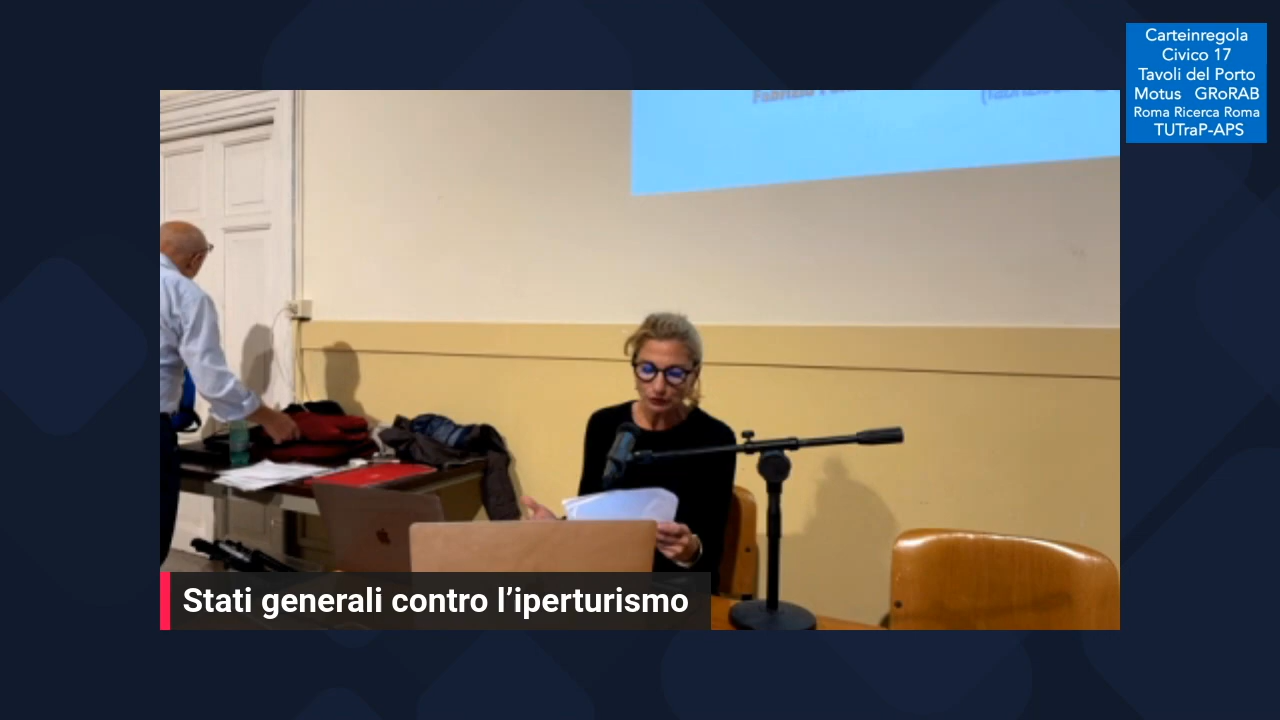 Carteinregola
Civico 17
Tavoli del Porto
Motus GRoRAB
Roma Ricerca Roma
TUTraP-APS
Stati generali contro l’iperturismo